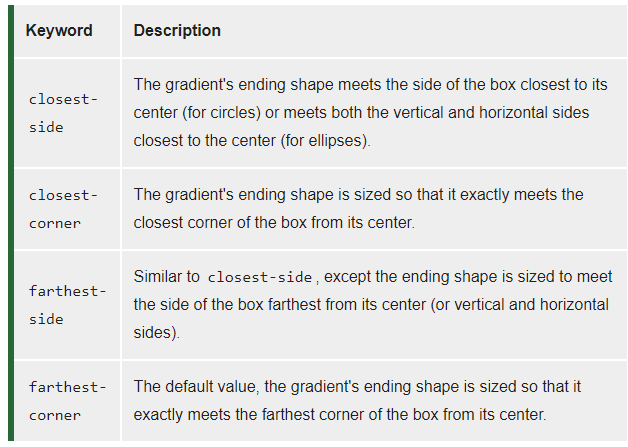 Keyword Description
closest-
side
The gradient's ending shape meets the side of the box closest to its
center (for circles) or meets both the vertical and horizontal sides
closest to the center (for ellipses).
closest-
corner
The gradient's ending shape is sized so that it exactly meets the
closest corner of the box from its center.
farthest-
side
Similar to closest-side, except the ending shape is sized to meet
the side of the box farthest from its center (or vertical and horizontal
sides).
farthest-
corner
The default value, the gradient's ending shape is sized so that it
exactly meets the farthest corner of the box from its center.